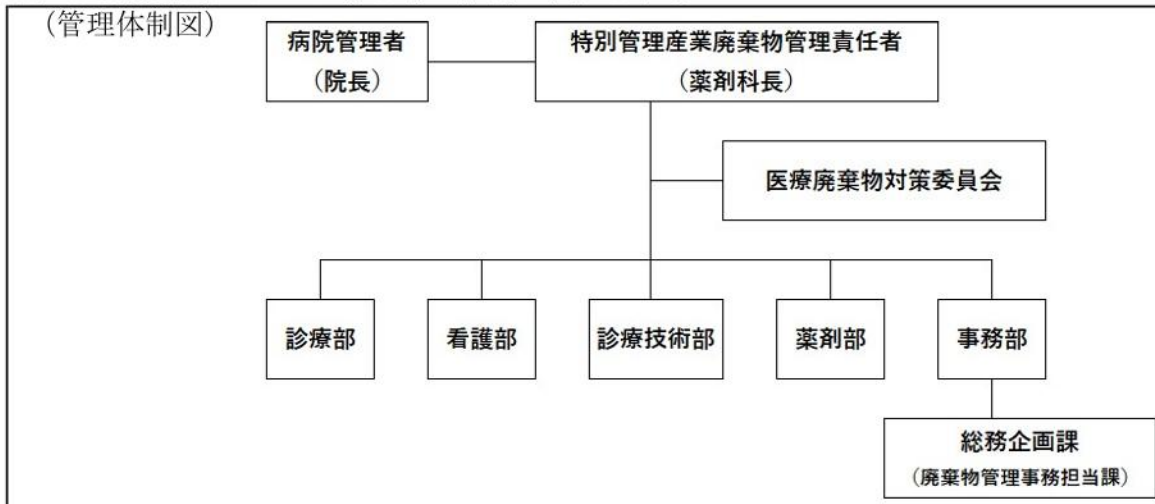 (管理体制図)
病院管理者
(院長)
特別管理産業廃棄物管理責任者
(薬剤科長)
医療廃棄物対策委員会
診療部
看護部
診療技術部
薬剤部
事務部
総務企画課
(廃棄物管理事務担当課)